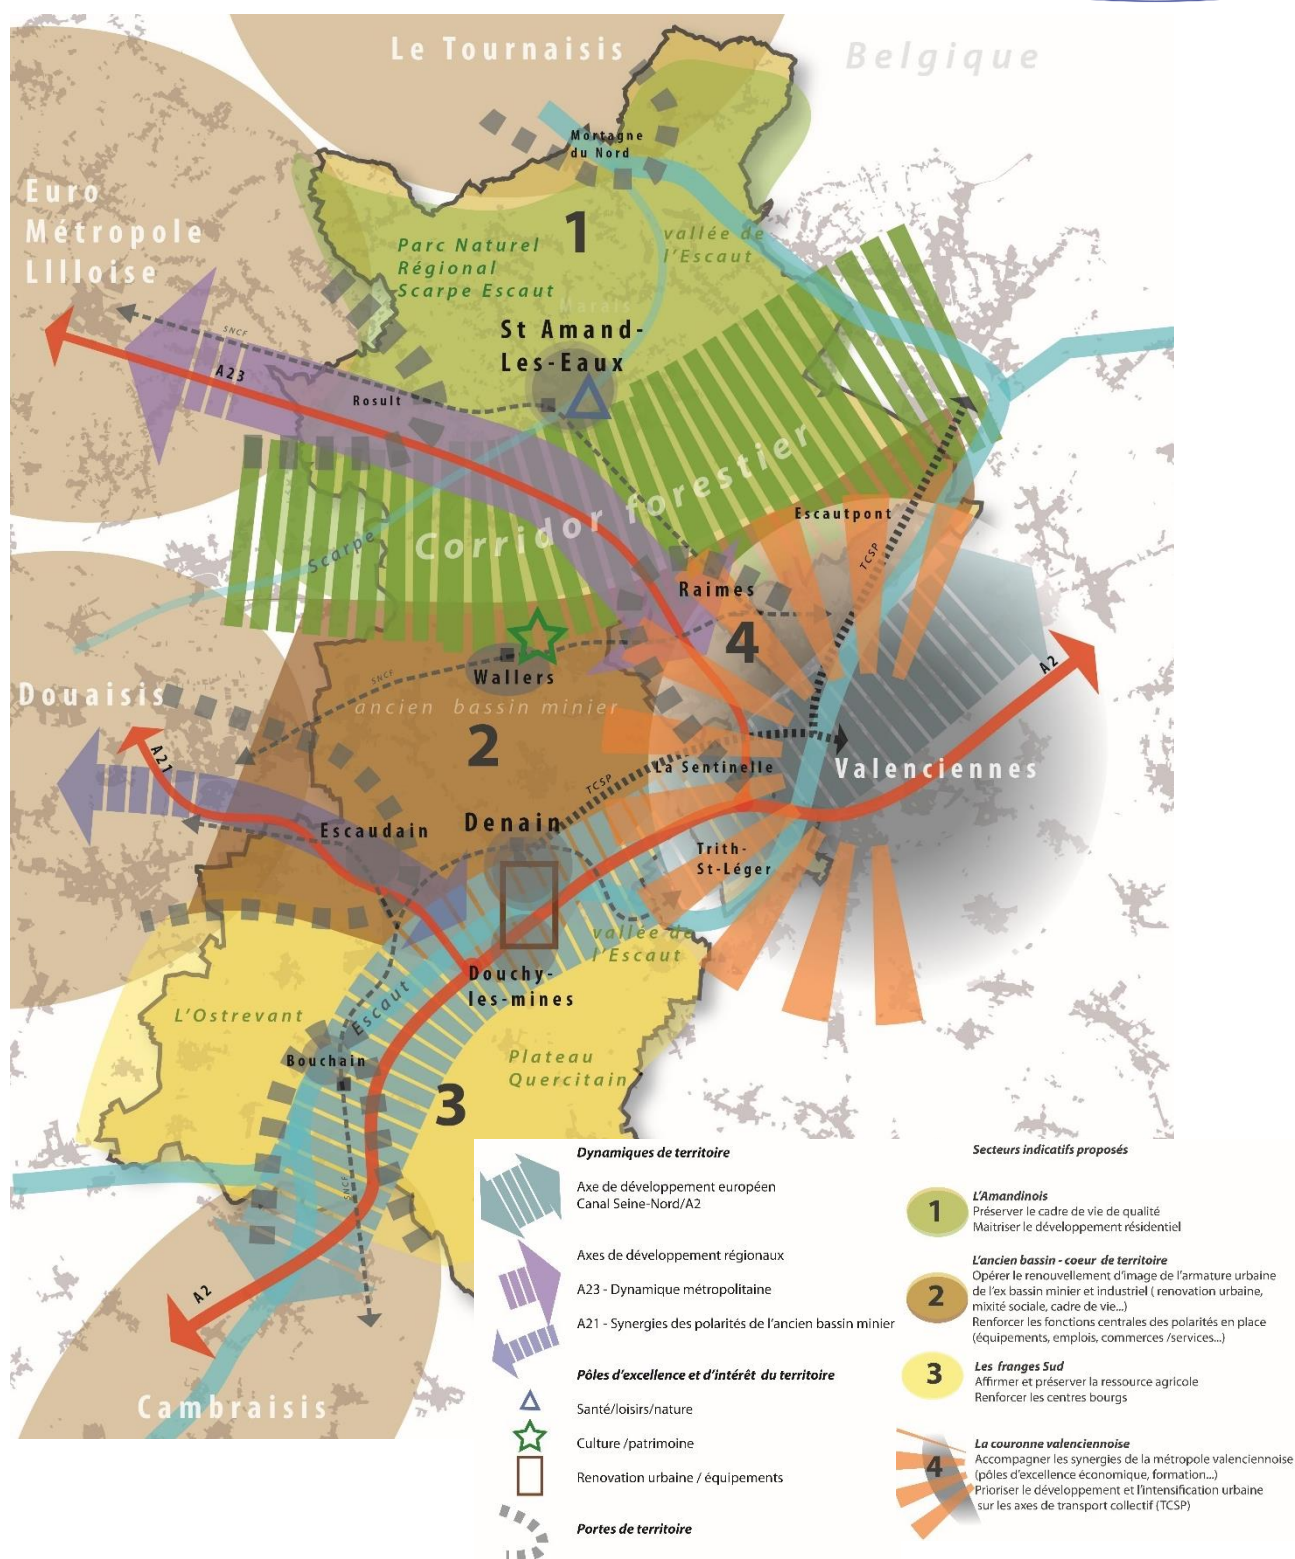 Le Tournaisis
Belgique
Mortagne
du Nord
Euro
Métropole
LIlloise
1
Parc Naturel
Régional
Scarpe Escaut
vallée de
l'Escaut
Marais
St Amand-
Les-Eaux
SNCF
A23
Rosult
Corridor forestier
Scarpe
Escautpont
TCSP
Raimes
4
A2
Wallers
SNCF
ancien bassin minier
2
Douaisis
A21
La Sentinelle
Valenciennes
TCSP
Escaudain
Denain
Trith-
St-Léger
vallée de
l'Escaut
Douchy-
les-mines
L'Ostrevant
Escaut
Bouchain
Plateau
Quercitain
3
SNCF
A2
Cambraisis
Dynamiques de territoire
Axe de développement européen
Canal Seine-Nord/A2
Axes de développement régionaux
A23 - Dynamique métropolitaine
A21 - Synergies des polarités de l'ancien bassin minier
Pôles d'excellence et d'intérêt du territoire
Santé/loisirs/nature
Culture /patrimoine
Renovation urbaine / équipements
Portes de territoire
Secteurs indicatifs proposés
1
L'Amandinois
Préserver le cadre de vie de qualité
Maitriser le développement résidentiel
2
L'ancien bassin - coeur de territoire
Opérer le renouvellement d'image de l'armature urbaine
de l'ex bassin minier et industriel ( renovation urbaine,
mixité sociale, cadre de vie...)
Renforcer les fonctions centrales des polarités en place
(équipements, emplois, commerces /services...)
3
Les franges Sud
Affirmer et préserver la ressource agricole
Renforcer les centres bourgs
4
La couronne valenciennoise
Accompagner les synergies de la métropole valenciennoise
(pôles d'excellence économique, formation...)
Prioriser le développement et l'intensification urbaine
sur les axes de transport collectif (TCSP)